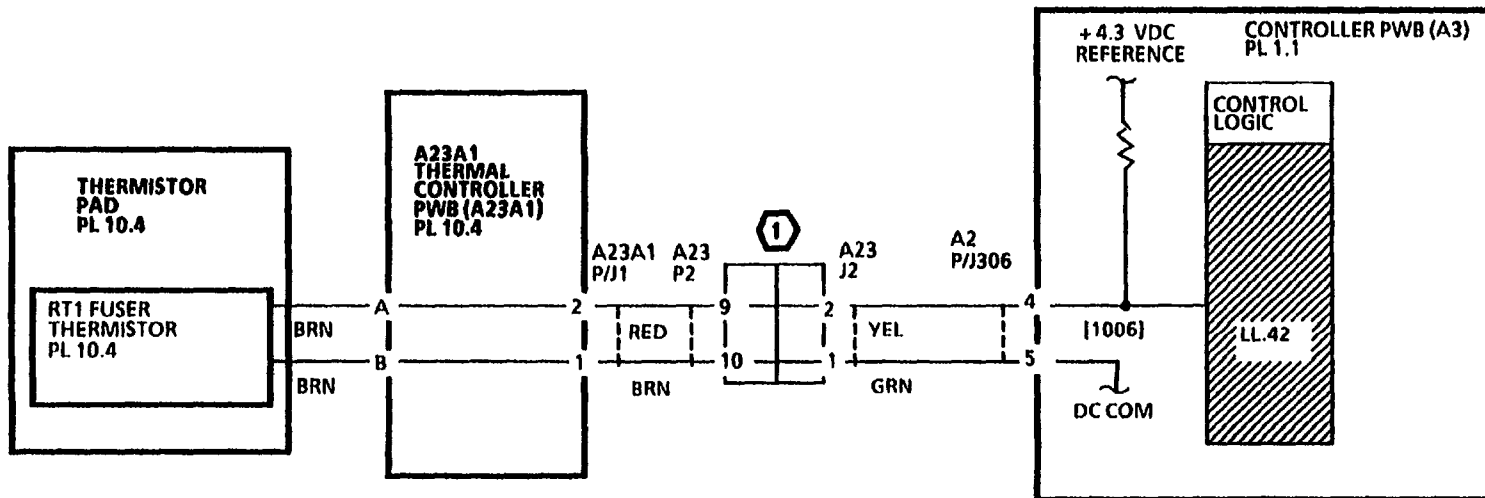 +4.3 VDC
REFERENCE
CONTROLLER PWB (A3)
PL 1.1
CONTROL
LOGIC
THERMISTOR
PAD
PL 10.4
A23A1
THERMAL
CONTROLLER
PWB (A23A1)
PL 10.4
1
A23A1
P/J1
A23
P2
A23
J2
A2
P/J306
RT1 FUSER
THERMISTOR
PL 10.4
BRN
A
2
RED
9
2
YEL
4
[1006]
LL.42
BRN
B
1
BRN
10
1
GRN
5
DC COM